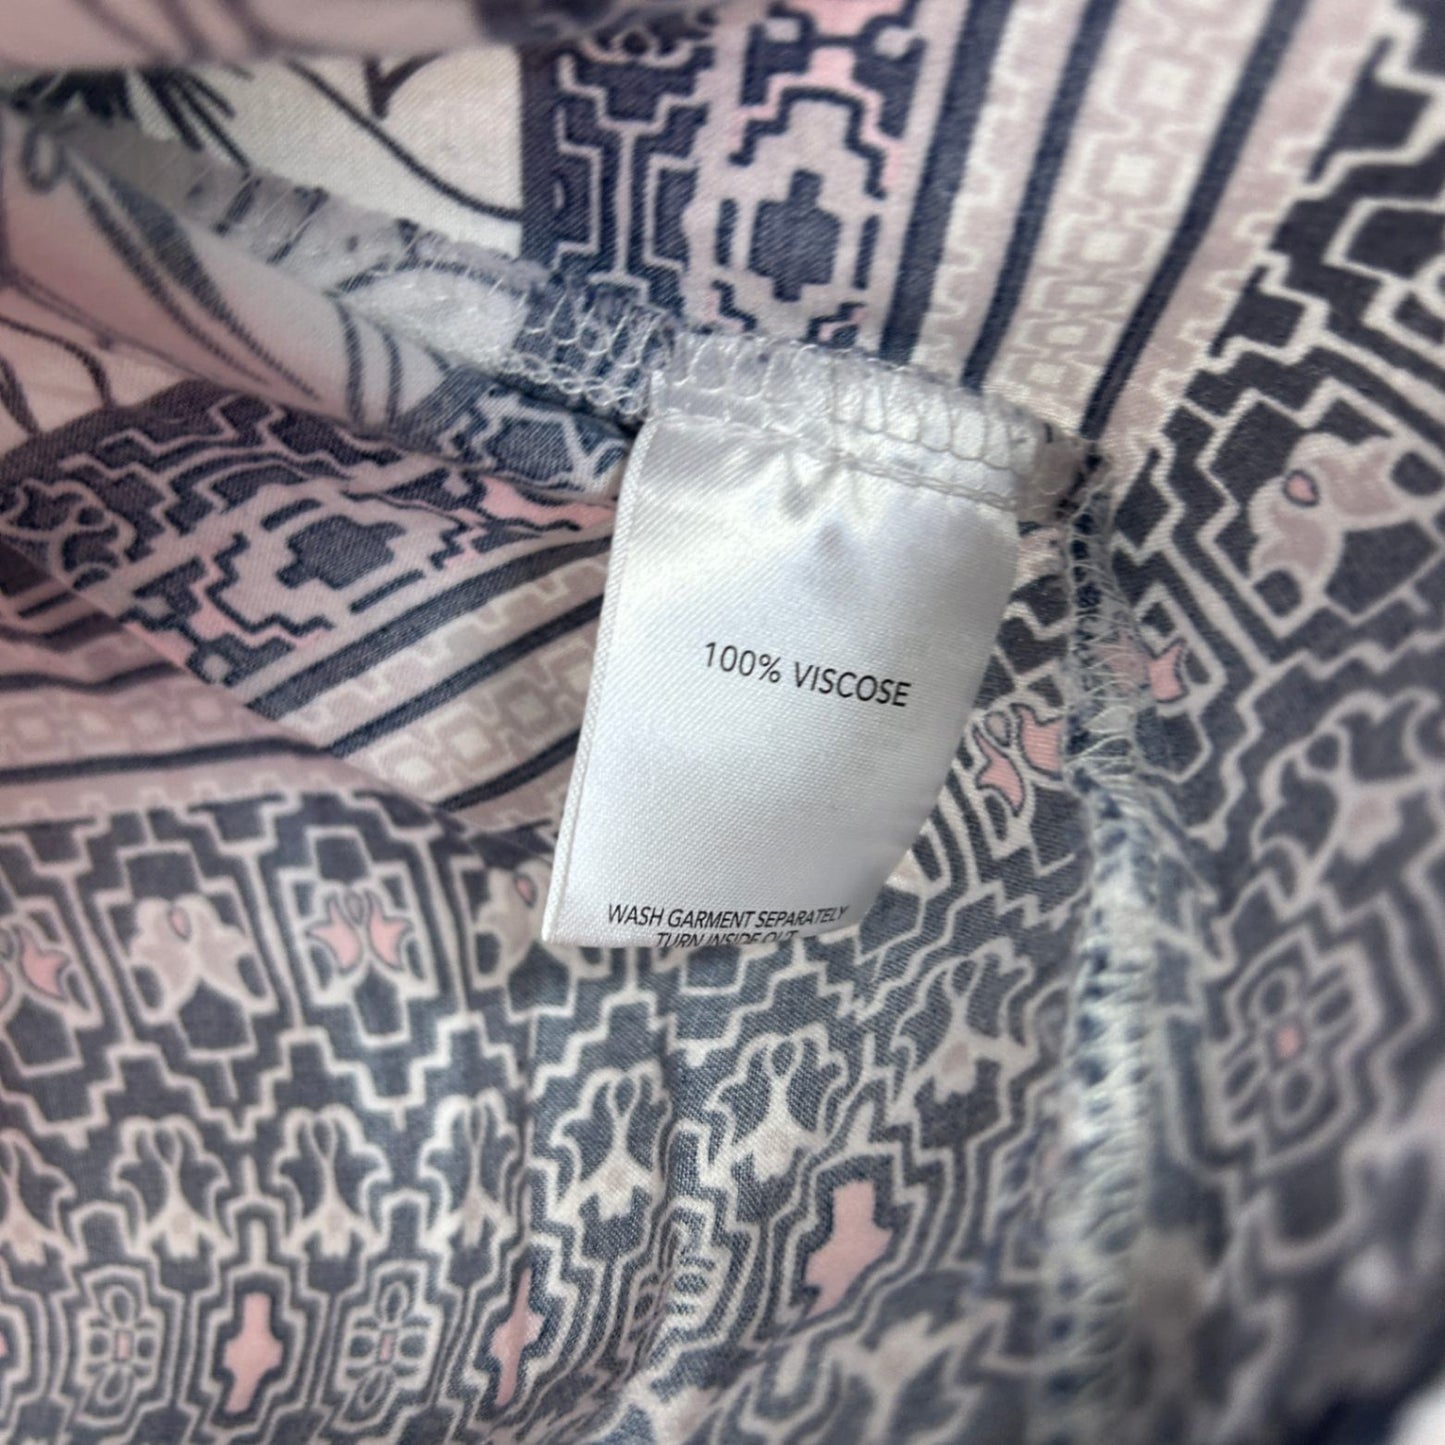 100% VISCOSE
WASH GARMENT SEPARATELY
TURN INSIDE OUT